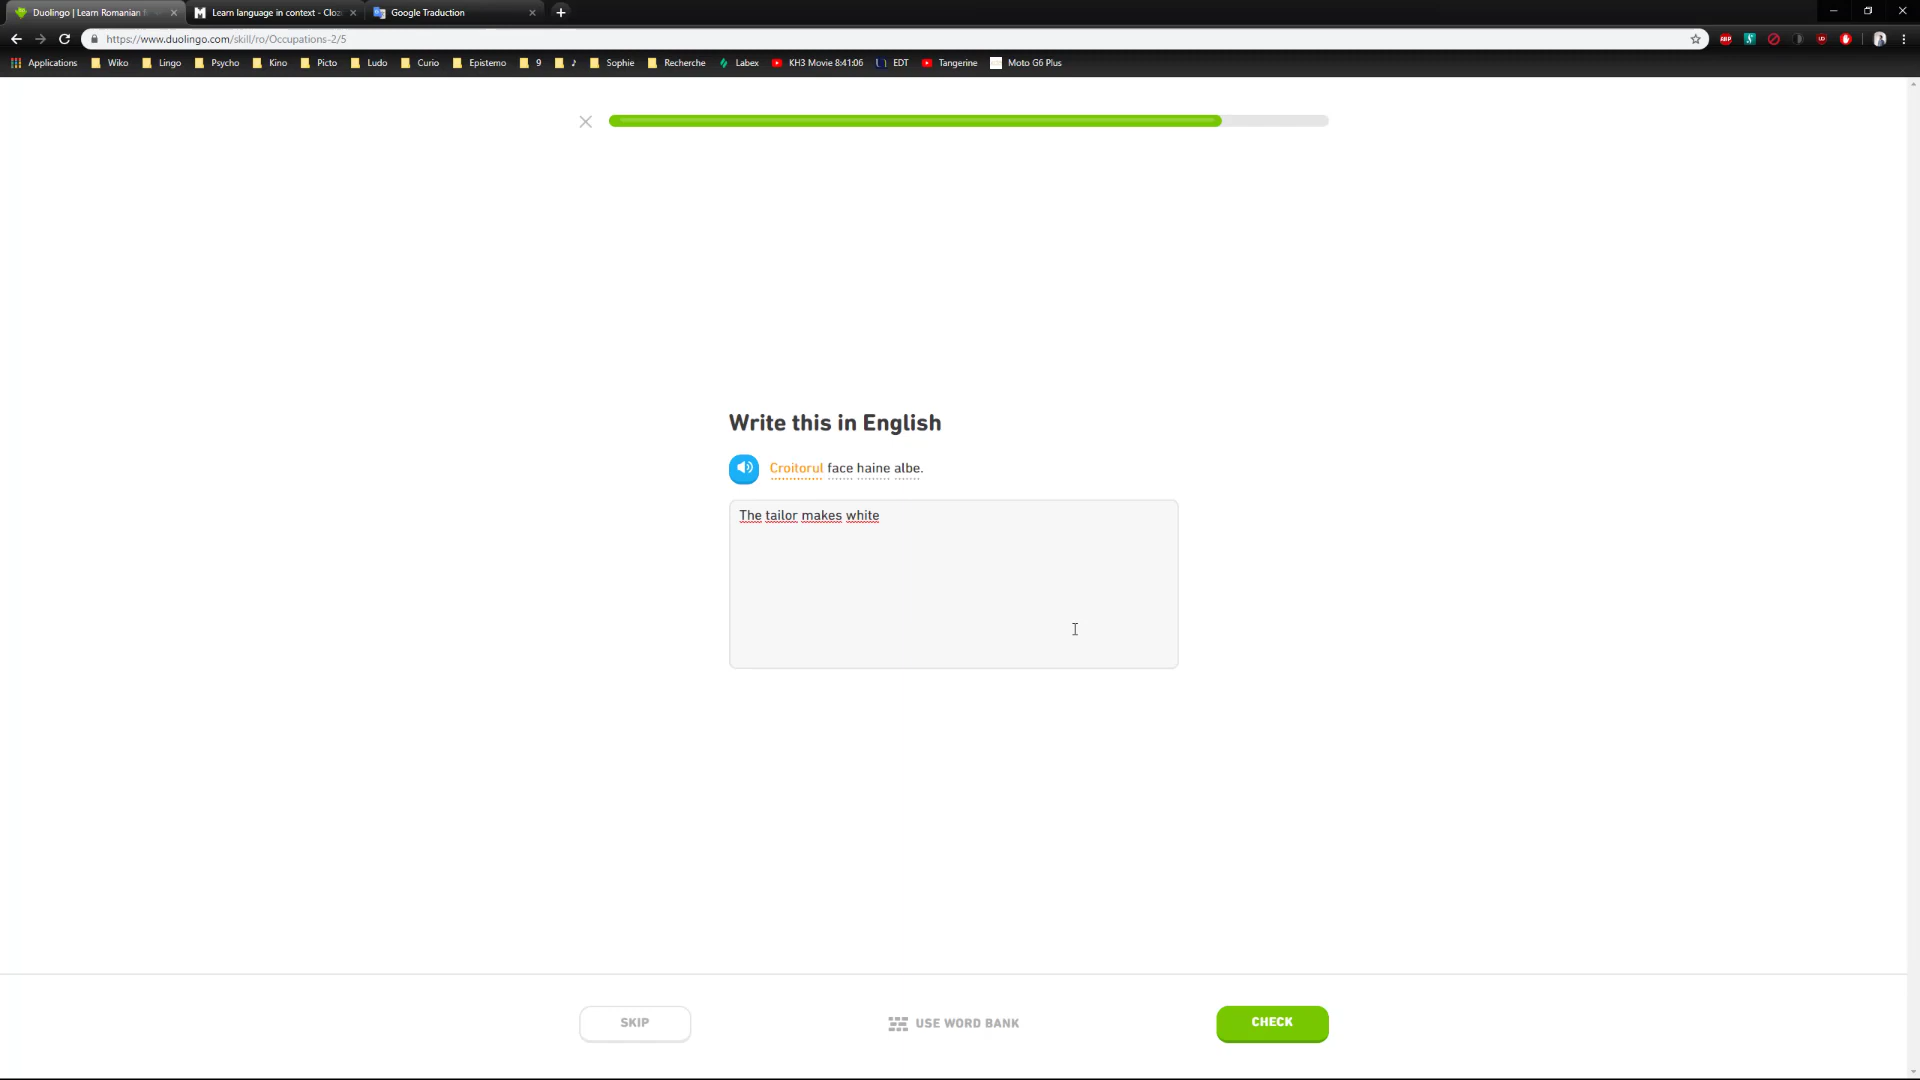 Duolingo | Learn Romanian f
Learn language in context - Cloz
Google Traduction
https://www.duolingo.com/skill/ro/Occupations-2/5
Applications Wiko Lingo Psycho Kino Picto Ludo Curio Epistemo 9 ♪ Sophie Recherche Labex KH3 Movie 8:41:06 EDT Tangerine Moto G6 Plus
Write this in English
Croitorul face haine albe.
The tailor makes white
SKIP
USE WORD BANK
CHECK